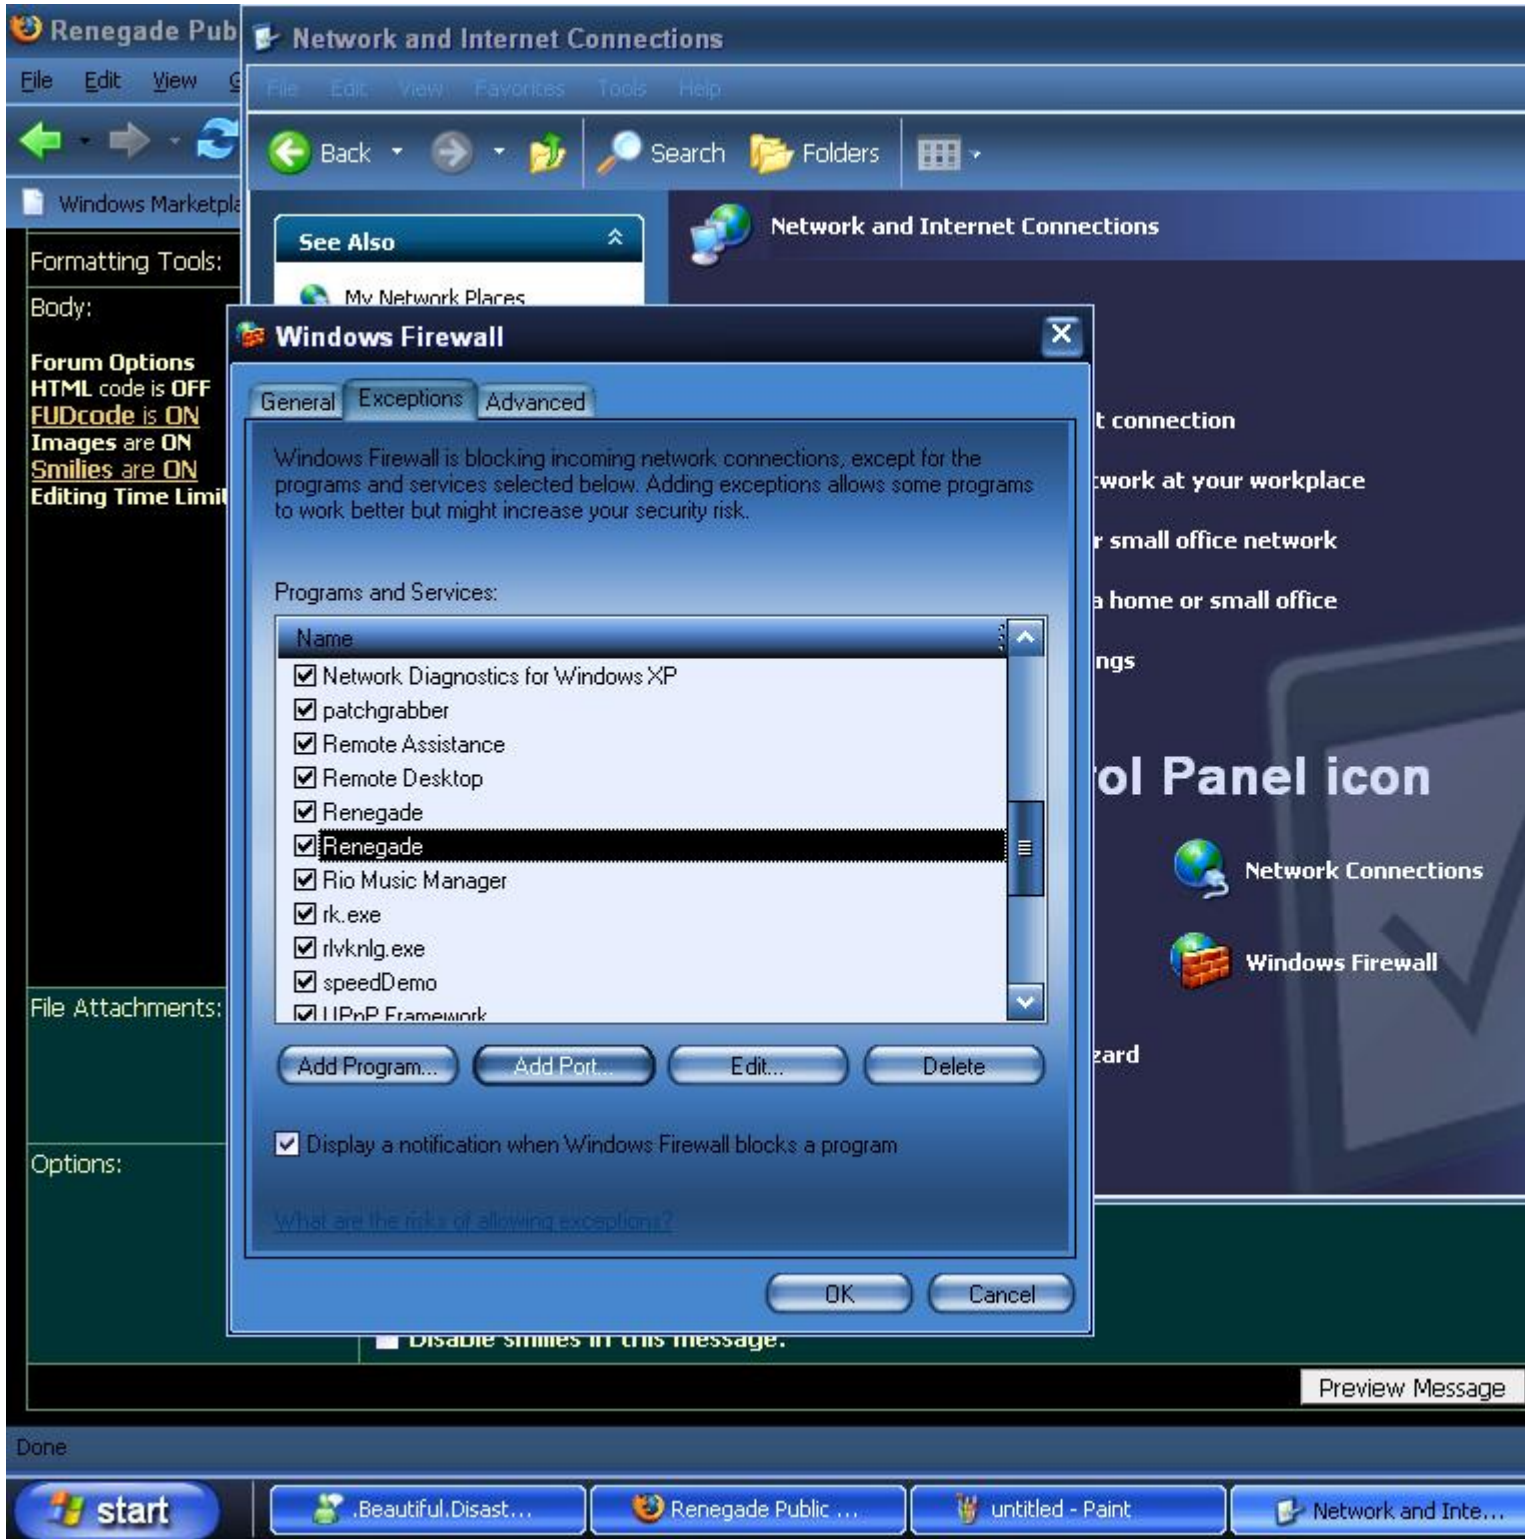 Renegade Pub
File Edit View G
Windows Marketpla
Formatting Tools:
Body:
Forum Options
HTML code is OFF
FUDcode is ON
Images are ON
Smilies are ON
Editing Time Limit
File Attachments:
Options:
Network and Internet Connections
File Edit View Favorites Tools Help
Back Search Folders
See Also
My Network Places
Network and Internet Connections
t connection
twork at your workplace
r small office network
a home or small office
ngs
ol Panel icon
Network Connections
Windows Firewall
zard
Windows Firewall
General Exceptions Advanced
Windows Firewall is blocking incoming network connections, except for the
programs and services selected below. Adding exceptions allows some programs
to work better but might increase your security risk.
Programs and Services:
Name
Network Diagnostics for Windows XP
patchgrabber
Remote Assistance
Remote Desktop
Renegade
Renegade
Rio Music Manager
rk.exe
rlvknlg.exe
speedDemo
UPnP Framework
Add Program... Add Port... Edit... Delete
Display a notification when Windows Firewall blocks a program
What are the risks of allowing exceptions?
OK Cancel
Disable smilies in this message.
Preview Message
Done
start .Beautiful.Disast... Renegade Public ... untitled - Paint Network and Inte...